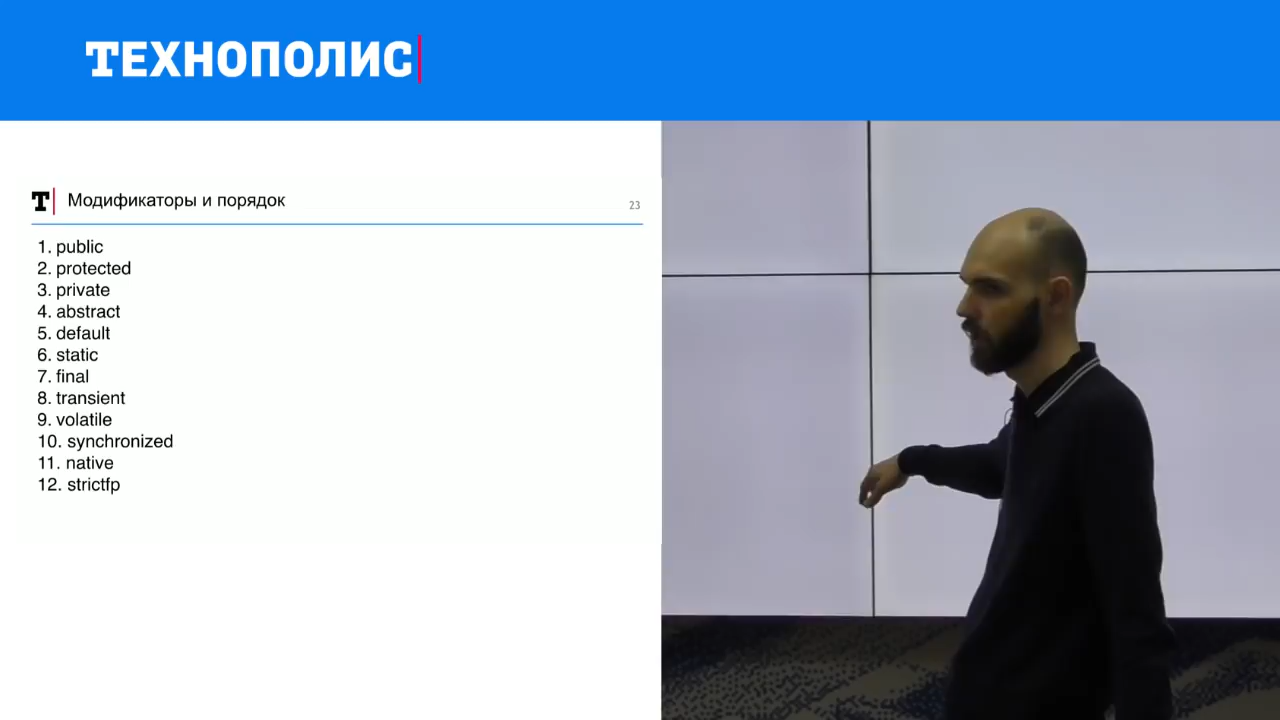 ТЕХНОПОЛИС
Т Модификаторы и порядок
23
1. public
2. protected
3. private
4. abstract
5. default
6. static
7. final
8. transient
9. volatile
10. synchronized
11. native
12. strictfp